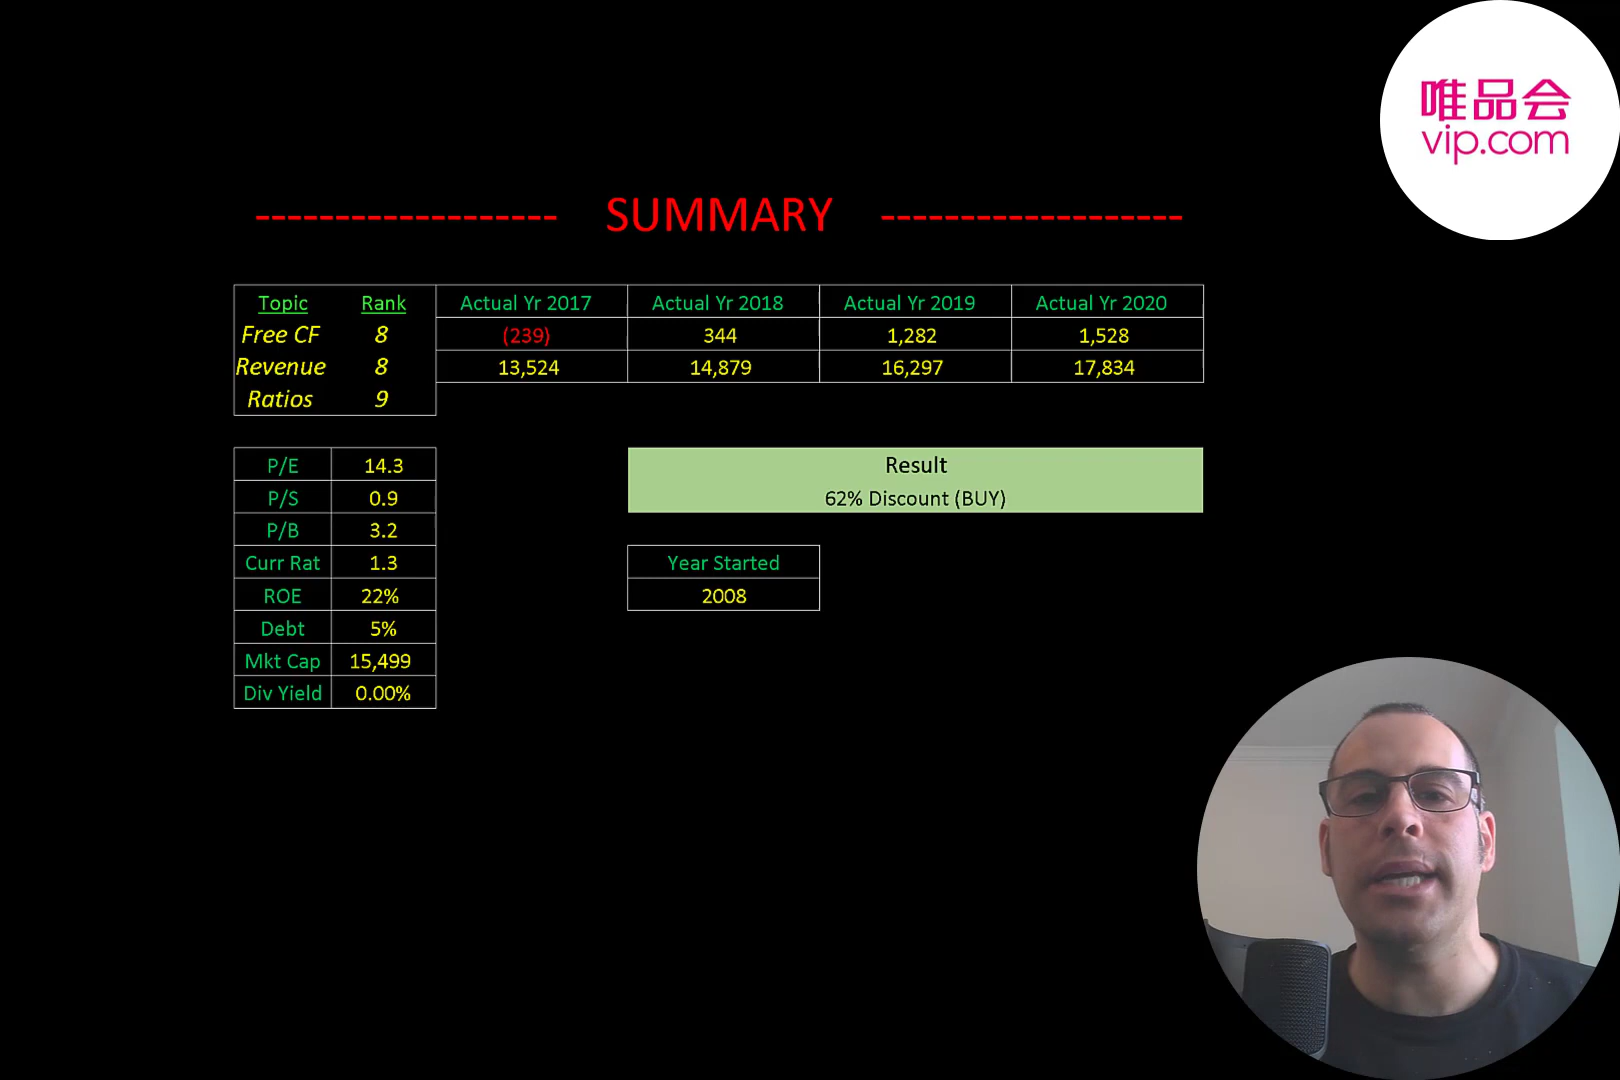 唯品会
vip.com
------------------- SUMMARY -------------------
Topic Rank Actual Yr 2017 Actual Yr 2018 Actual Yr 2019 Actual Yr 2020
Free CF 8 (239) 344 1,282 1,528
Revenue 8 13,524 14,879 16,297 17,834
Ratios 9
P/E 14.3
P/S 0.9
P/B 3.2
Curr Rat 1.3
ROE 22%
Debt 5%
Mkt Cap 15,499
Div Yield 0.00%
Result
62% Discount (BUY)
Year Started
2008